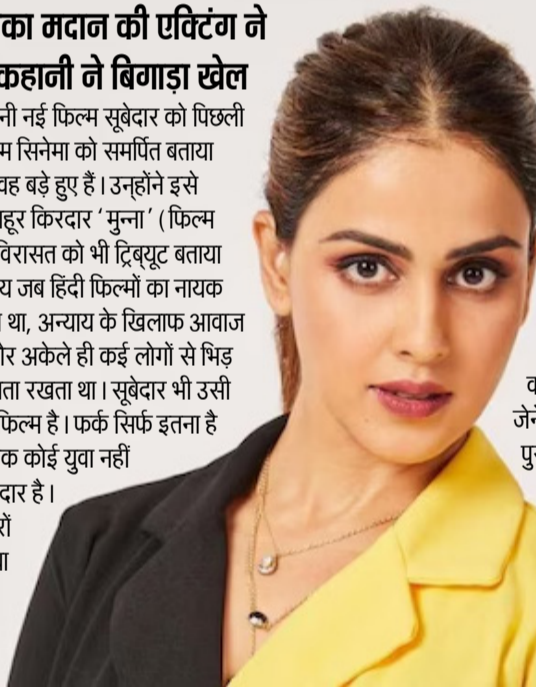 का मदान की एक्टिंग ने
कहानी ने बिगाड़ा खेल
नी नई फिल्म सूबेदार को पिछली
म सिनेमा को समर्पित बताया
वह बड़े हुए हैं। उन्होंने इसे
हूर किरदार 'मुन्ना' (फिल्म
विरासत को भी ट्रिब्यूट बताया
य जब हिंदी फिल्मों का नायक
था, अन्याय के खिलाफ आवाज
र अकेले ही कई लोगों से भिड़
ता रखता था। सूबेदार भी उसी
फिल्म है। फर्क सिर्फ इतना है
क कोई युवा नहीं
दार है।
रों
ा
व
जेने
पु